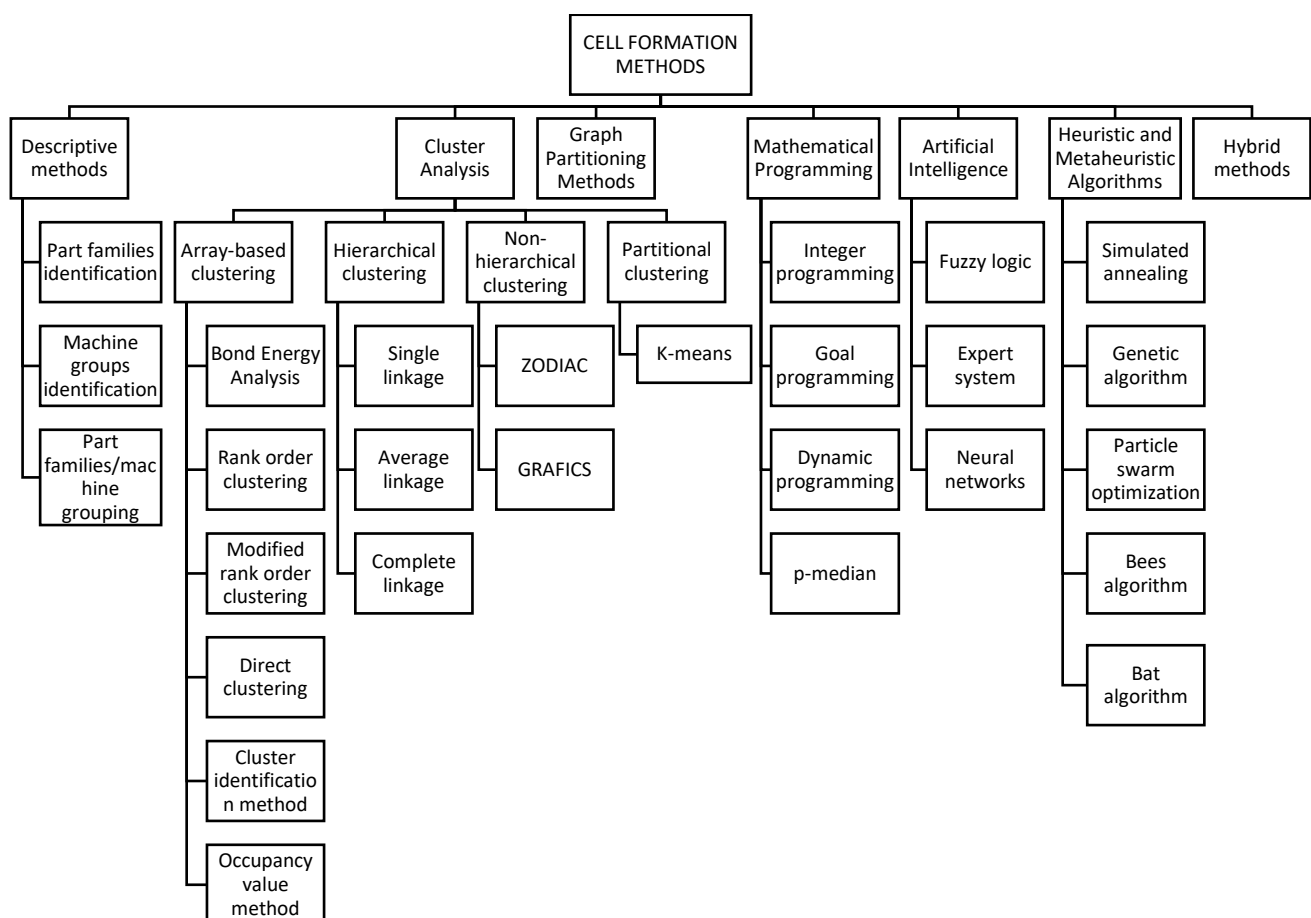 CELL FORMATION
METHODS
Descriptive
methods
Cluster
Analysis
Graph
Partitioning
Methods
Mathematical
Programming
Artificial
Intelligence
Heuristic and
Metaheuristic
Algorithms
Hybrid
methods
Part families
identification
Machine
groups
identification
Part
families/mac
hine
grouping
Array-based
clustering
Bond Energy
Analysis
Rank order
clustering
Modified
rank order
clustering
Direct
clustering
Cluster
identificatio
n method
Occupancy
value
method
Hierarchical
clustering
Single
linkage
Average
linkage
Complete
linkage
Non-
hierarchical
clustering
ZODIAC
GRAFICS
Partitional
clustering
K-means
Integer
programming
Goal
programming
Dynamic
programming
p-median
Fuzzy logic
Expert
system
Neural
networks
Simulated
annealing
Genetic
algorithm
Particle
swarm
optimization
Bees
algorithm
Bat
algorithm